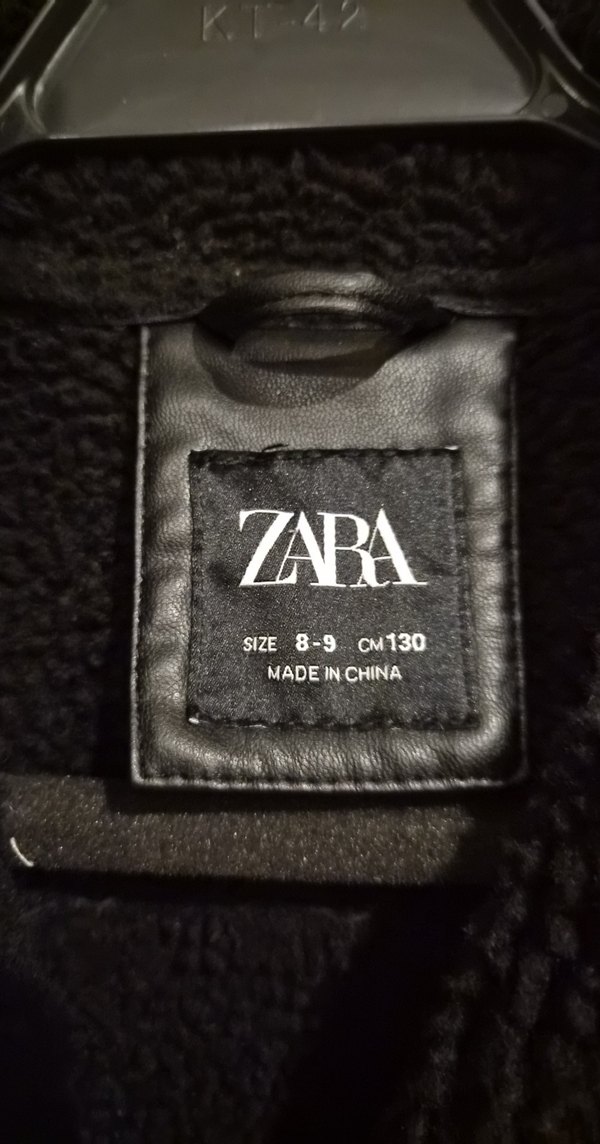 KT-42
ZARA
SIZE 8-9 CM 130
MADE IN CHINA